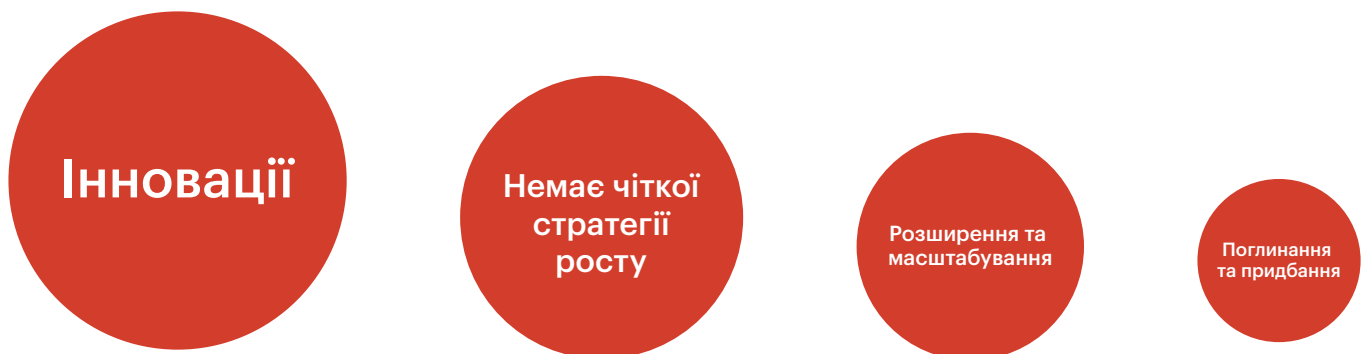 Інновації
Немає чіткої
стратегії
росту
Розширення та
масштабування
Поглинання
та придбання